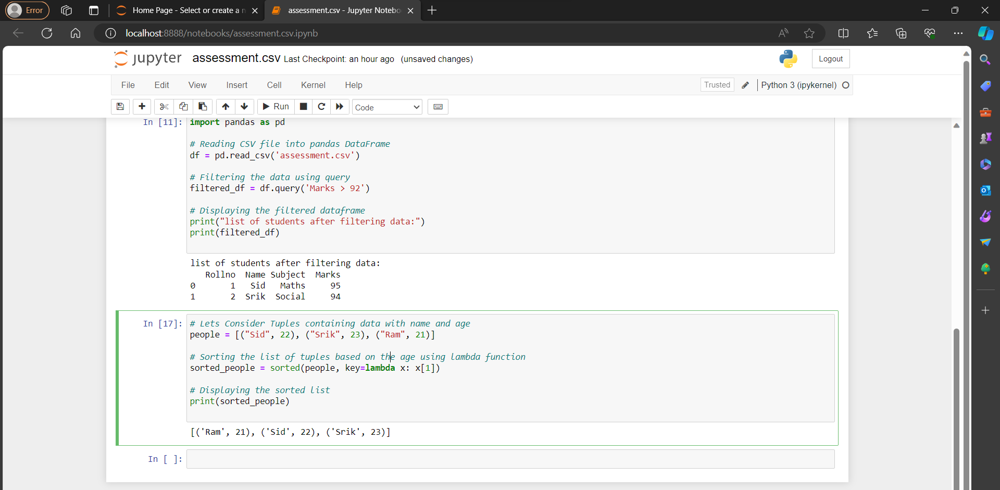 Error
Home Page - Select or create a n
assessment.csv - Jupyter Notebo
localhost:8888/notebooks/assessment.csv.ipynb
jupyter assessment.csv Last Checkpoint: an hour ago (unsaved changes)
Logout
File Edit View Insert Cell Kernel Help
Trusted Python 3 (ipykernel)
Run Code
In [11]: import pandas as pd
# Reading CSV file into pandas DataFrame
df = pd.read_csv('assessment.csv')
# Filtering the data using query
filtered_df = df.query('Marks > 92')
# Displaying the filtered dataframe
print("list of students after filtering data:")
print(filtered_df)
list of students after filtering data:
Rollno Name Subject Marks
0 1 Sid Maths 95
1 2 Srik Social 94
In [17]: # Lets Consider Tuples containing data with name and age
people = [("Sid", 22), ("Srik", 23), ("Ram", 21)]
# Sorting the list of tuples based on the age using lambda function
sorted_people = sorted(people, key=lambda x: x[1])
# Displaying the sorted list
print(sorted_people)
[('Ram', 21), ('Sid', 22), ('Srik', 23)]
In [ ]: